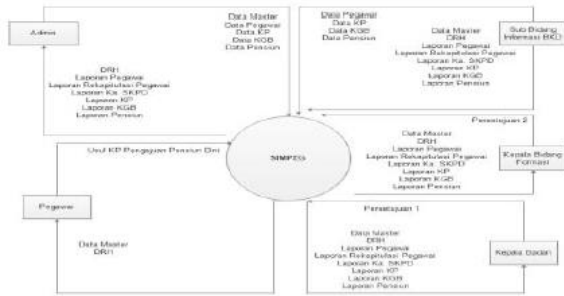 Admin
Data Master
Data Pegawai
Data KP
Data KGB
Data Pensiun
Data Pegawai
Data KP
Data KGB
Data Pensiun
Data Master
DRH
Laporan Pegawai
Laporan Rekapitulasi Pegawai
Laporan Ka. SKPD
Laporan KP
Laporan KGB
Laporan Pensiun
Sub Bidang
Informasi BKD
DRH
Laporan Pegawai
Laporan Rekapitulasi Pegawai
Laporan Ka. SKPD
Laporan KP
Laporan KGB
Laporan Pensiun
Persetujuan 2
Usul KP Pengajuan Pensiun Dini
SIMPEG
Data Master
DRH
Laporan Pegawai
Laporan Rekapitulasi Pegawai
Laporan Ka. SKPD
Laporan KP
Laporan KGB
Laporan Pensiun
Kepala Bidang
Formasi
Pegawai
Persetujuan 1
Data Master
DRH
Data Master
DRH
Laporan Pegawai
Laporan Rekapitulasi Pegawai
Laporan Ka. SKPD
Laporan KP
Laporan KGB
Laporan Pensiun
Kepala Badan